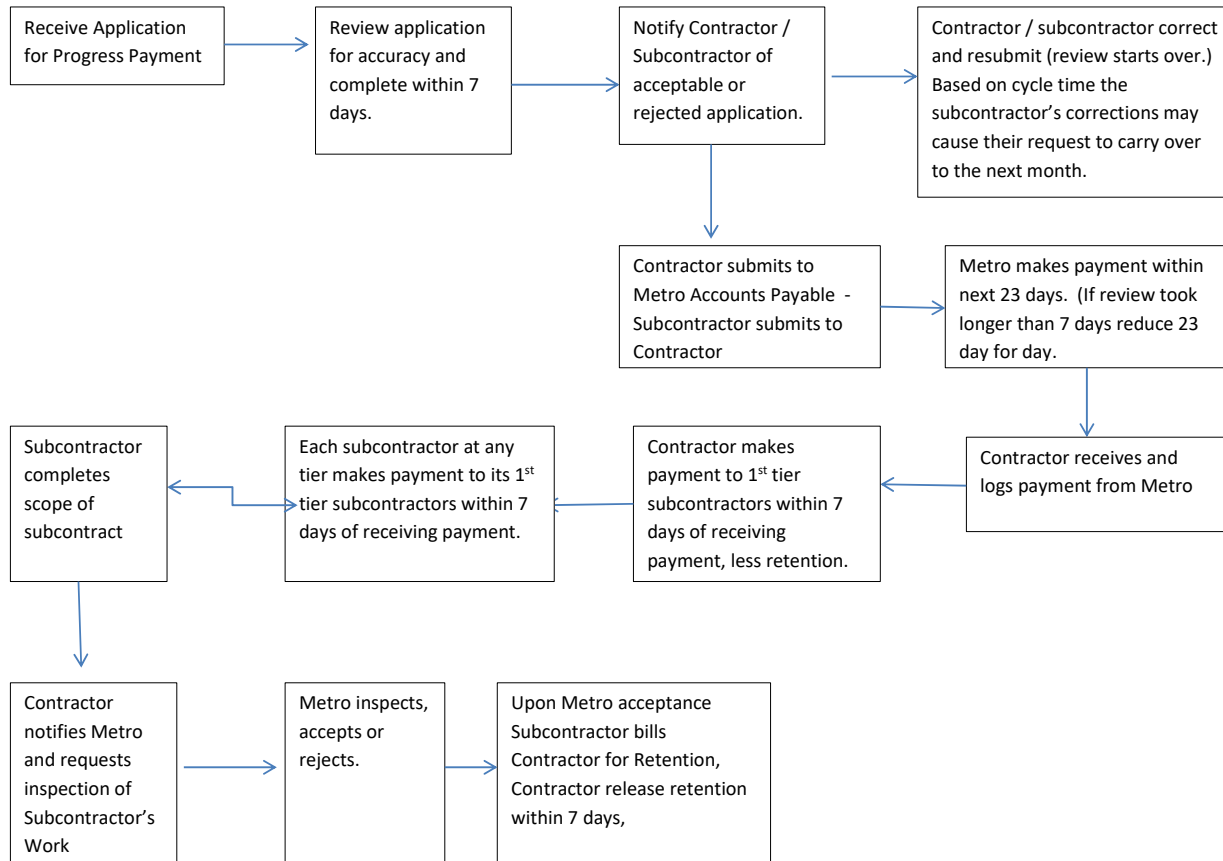 Receive Application
for Progress Payment
Review application
for accuracy and
complete within 7
days.
Notify Contractor /
Subcontractor of
acceptable or
rejected application.
Contractor / subcontractor correct
and resubmit (review starts over.)
Based on cycle time the
subcontractor’s corrections may
cause their request to carry over
to the next month.
Contractor submits to
Metro Accounts Payable -
Subcontractor submits to
Contractor
Metro makes payment within
next 23 days. (If review took
longer than 7 days reduce 23
day for day.
Subcontractor
completes
scope of
subcontract
Each subcontractor at any
tier makes payment to its 1st
tier subcontractors within 7
days of receiving payment.
Contractor makes
payment to 1st tier
subcontractors within 7
days of receiving
payment, less retention.
Contractor receives and
logs payment from Metro
Contractor
notifies Metro
and requests
inspection of
Subcontractor’s
Work
Metro inspects,
accepts or
rejects.
Upon Metro acceptance
Subcontractor bills
Contractor for Retention,
Contractor release retention
within 7 days,